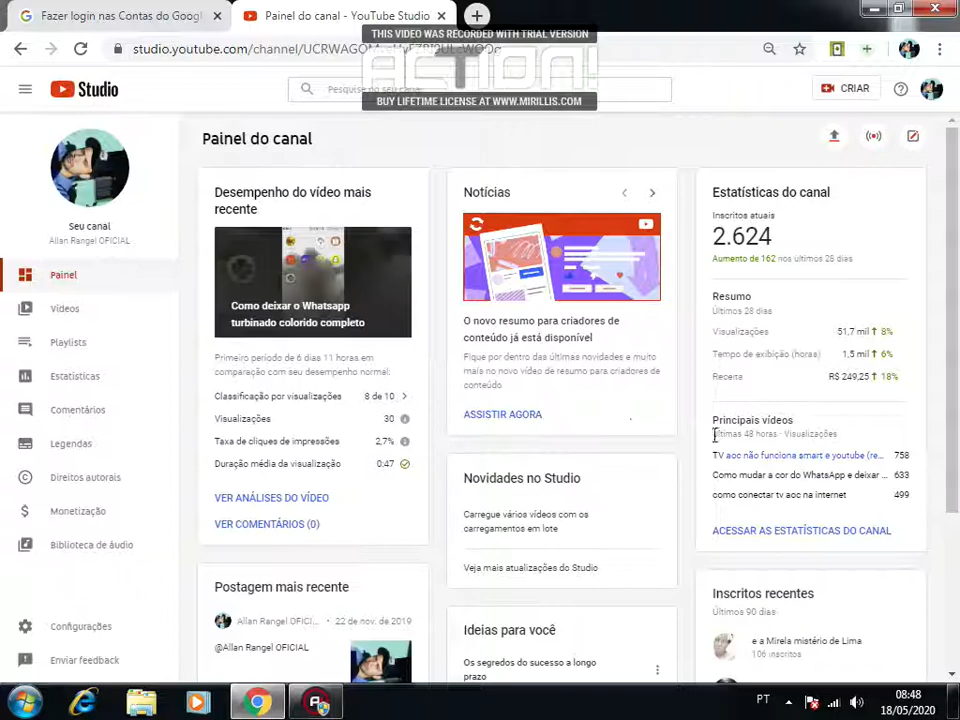 Fazer login nas Contas do Googl
Painel do canal - YouTube Studio
THIS VIDEO WAS RECORDED WITH TRIAL VERSION
ACTION!
BUY LIFETIME LICENSE AT WWW.MIRILLIS.COM
Studio
Pesquise no seu
CRIAR
Seu canal
Allan Rangel OFICIAL
Painel
Vídeos
Playlists
Estatísticas
Comentários
Legendas
Direitos autorais
Monetização
Biblioteca de áudio
Configurações
Enviar feedback
Painel do canal
Desempenho do vídeo mais
recente
Como deixar o Whatsapp
turbinado colorido completo
Primeiro período de 6 dia 11 horas em
comparação com seu desempenho normal:
Classificação por visualizações 8 de 10
Visualizações 30
Taxa de cliques de impressões 2,7%
Duração média da visualização 0:47
VER ANÁLISES DO VÍDEO
VER COMENTÁRIOS (0)
Postagem mais recente
Allan Rangel OFICI... • 22 de nov. de 2019
@Allan Rangel OFICIAL
Notícias
O novo resumo para criadores de
conteúdo já está disponível
Fique por dentro das últimas novidades e muito
mais no novo vídeo de resumo para criadores de
conteúdo
ASSISTIR AGORA
Novidades no Studio
Carregue vários vídeos com os
carregamentos em lote
Veja mais atualizações do Studio
Ideias para você
Os segredos do sucesso a longo
prazo
Estatísticas do canal
Inscritos atuais
2.624
Aumento de 162 nos últimos 28 dias
Resumo
Últimos 28 dias
Visualizações 51,7 mil 8%
Tempo de exibição (horas) 1,5 mil 6%
Receita R$ 249,25 18%
Principais vídeos
Últimas 48 horas · Visualizações
TV aoc não funciona smart e youtube (re... 758
Como mudar a cor do WhatsApp e deixar ... 633
como conectar tv aoc na internet 499
ACESSAR AS ESTATÍSTICAS DO CANAL
Inscritos recentes
Últimos 90 dias
e a Mirela mistério de Lima
106 inscritos
PT
08:48
18/05/2020